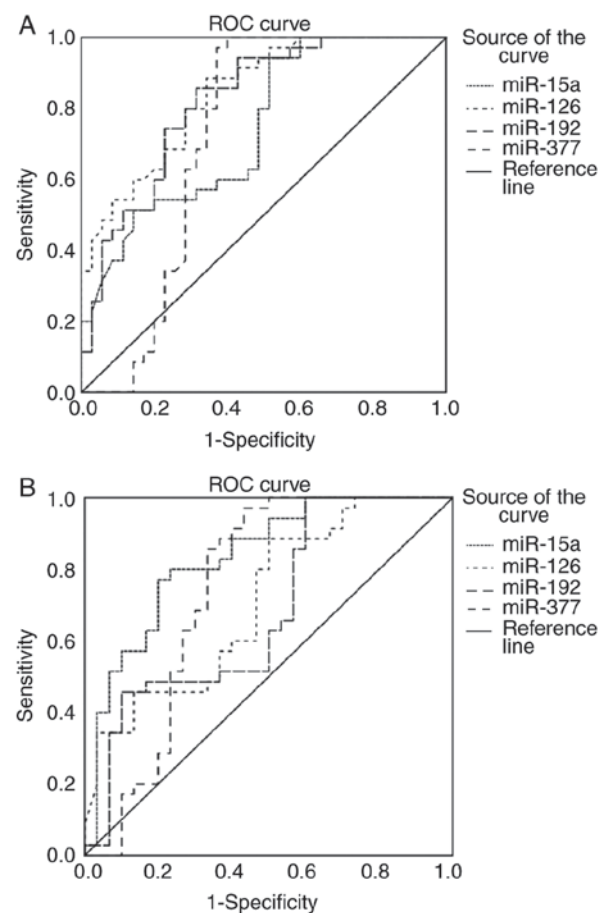 A
ROC curve
1.0
0.8
0.6
0.4
0.2
0.0
Sensitivity
0.0 0.2 0.4 0.6 0.8 1.0
1-Specificity
Source of the
curve
miR-15a
miR-126
miR-192
miR-377
Reference
line
B
ROC curve
1.0
0.8
0.6
0.4
0.2
0.0
Sensitivity
0.0 0.2 0.4 0.6 0.8 1.0
1-Specificity
Source of the
curve
miR-15a
miR-126
miR-192
miR-377
Reference
line